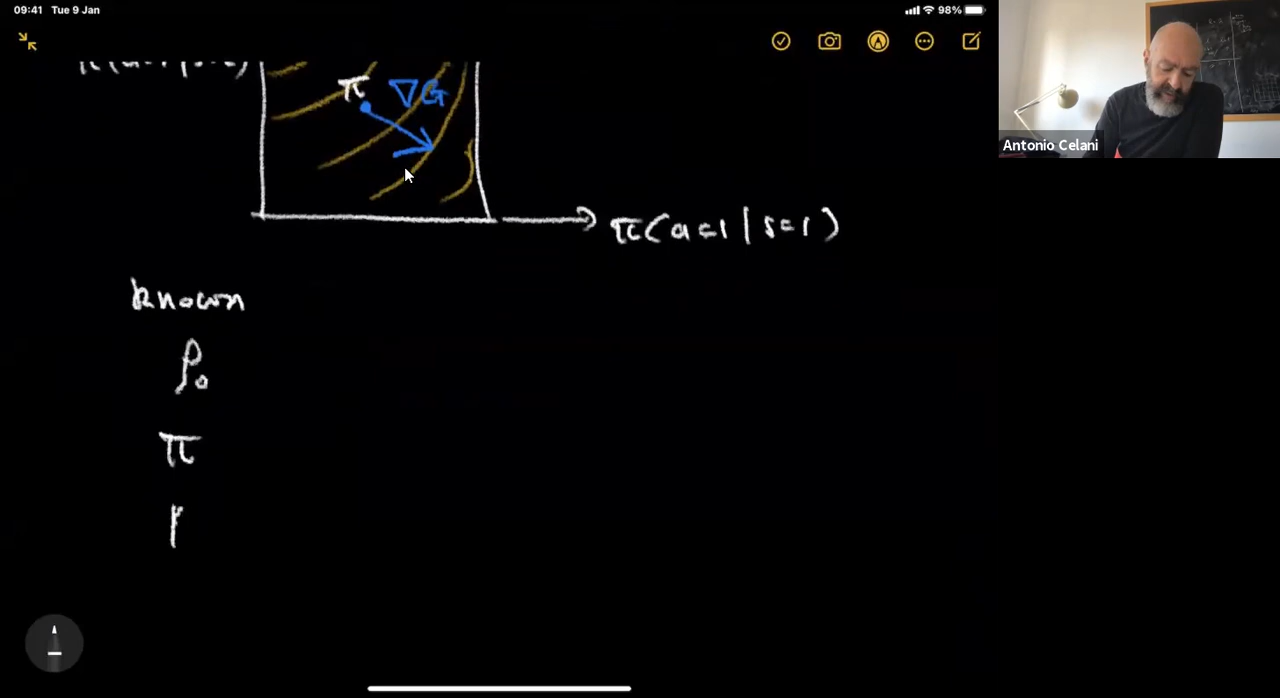 09:41 Tue 9 Jan
98%
Antonio Celani
π ∇G
π(a=1|s=1)
known
ρ₀
π